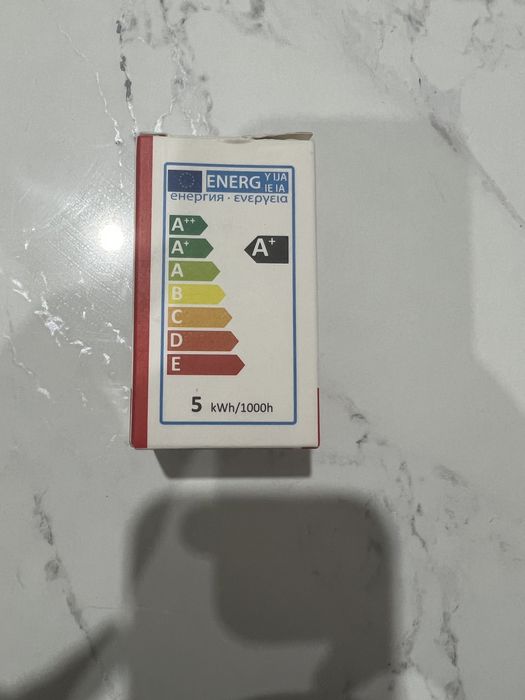 ENERG Y IJA
IE IA
енергия · ενεργεια
A++
A+
A+
A
B
C
D
E
5 kWh/1000h